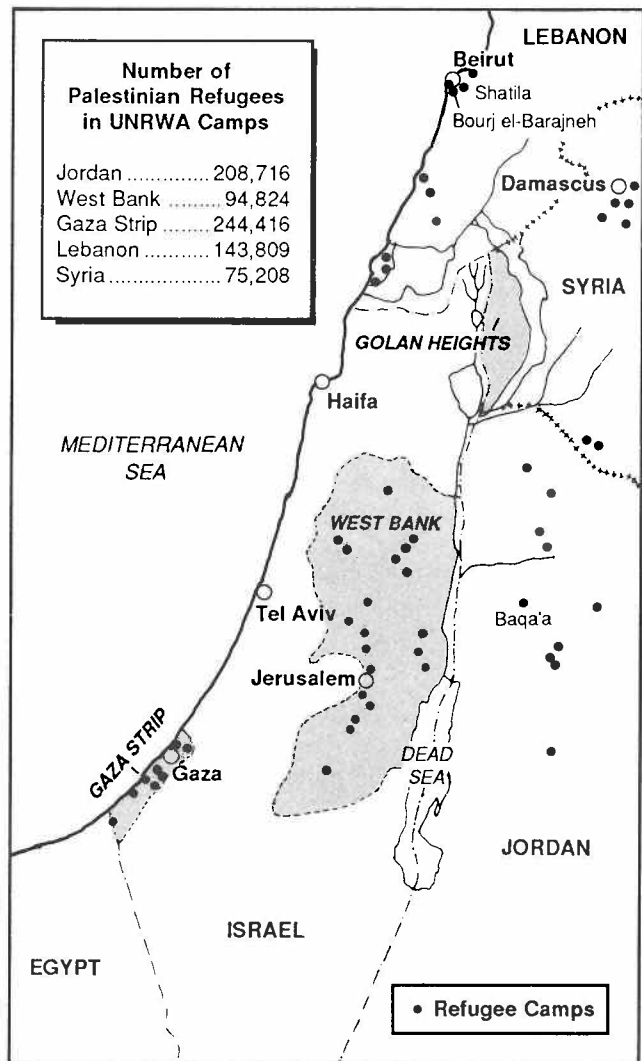 Number of
Palestinian Refugees
in UNRWA Camps
Jordan .............. 208,716
West Bank ......... 94,824
Gaza Strip .......... 244,416
Lebanon ............ 143,809
Syria ................... 75,208
LEBANON
Beirut
Shatila
Bourj el-Barajneh
Damascus
SYRIA
GOLAN HEIGHTS
Haifa
MEDITERRANEAN
SEA
WEST BANK
Tel Aviv
Baqa'a
Jerusalem
GAZA STRIP
Gaza
DEAD
SEA
JORDAN
ISRAEL
EGYPT
• Refugee Camps